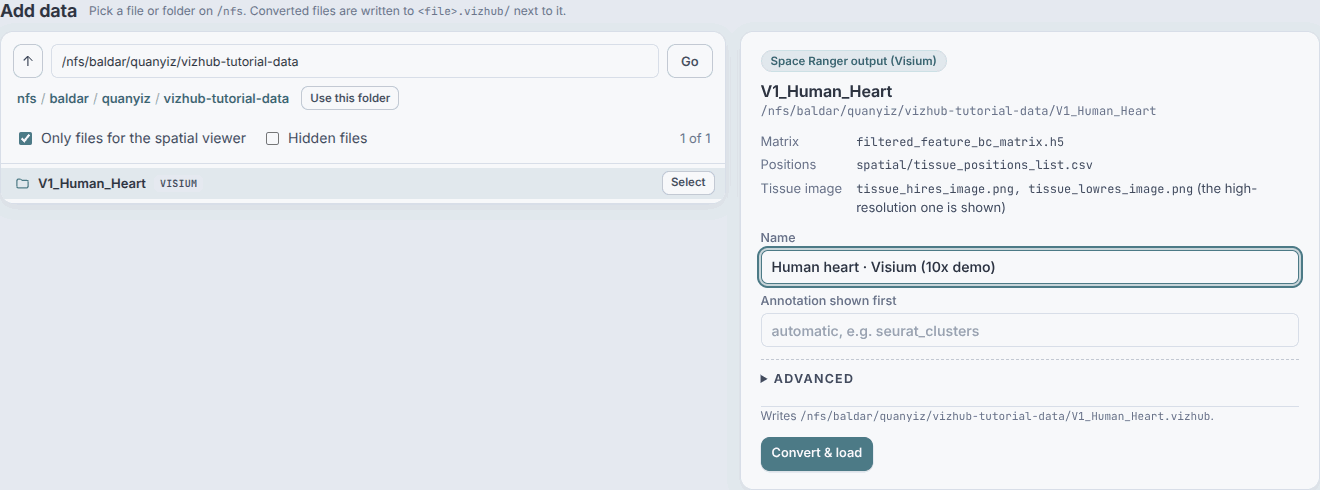 Add data Pick a file or folder on /nfs. Converted files are written to <file>.vizhub/ next to it.
↑ /nfs/baldar/quanyiz/vizhub-tutorial-data Go
nfs / baldar / quanyiz / vizhub-tutorial-data Use this folder
Only files for the spatial viewer Hidden files 1 of 1
V1_Human_Heart VISIUM Select
Space Ranger output (Visium)
V1_Human_Heart
/nfs/baldar/quanyiz/vizhub-tutorial-data/V1_Human_Heart
Matrix filtered_feature_bc_matrix.h5
Positions spatial/tissue_positions_list.csv
Tissue image tissue_hires_image.png, tissue_lowres_image.png (the high-
resolution one is shown)
Name
Human heart · Visium (10x demo)
Annotation shown first
automatic, e.g. seurat_clusters
ADVANCED
Writes /nfs/baldar/quanyiz/vizhub-tutorial-data/V1_Human_Heart.vizhub.
Convert & load